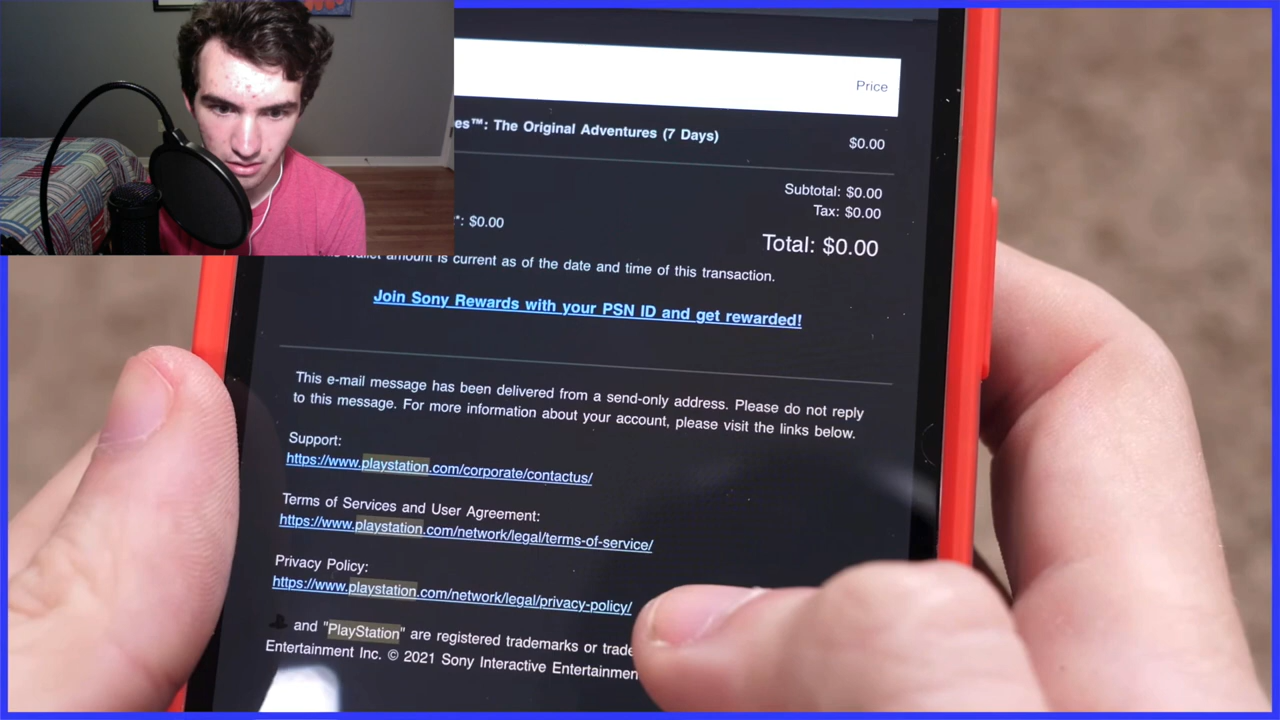 Price
es™: The Original Adventures (7 Days) $0.00
Subtotal: $0.00
Tax: $0.00
*: $0.00
Total: $0.00
wallet amount is current as of the date and time of this transaction.
Join Sony Rewards with your PSN ID and get rewarded!
This e-mail message has been delivered from a send-only address. Please do not reply
to this message. For more information about your account, please visit the links below.
Support:
https://www.playstation.com/corporate/contactus/
Terms of Services and User Agreement:
https://www.playstation.com/network/legal/terms-of-service/
Privacy Policy:
https://www.playstation.com/network/legal/privacy-policy/
and "PlayStation" are registered trademarks or trade
Entertainment Inc. © 2021 Sony Interactive Entertainmen